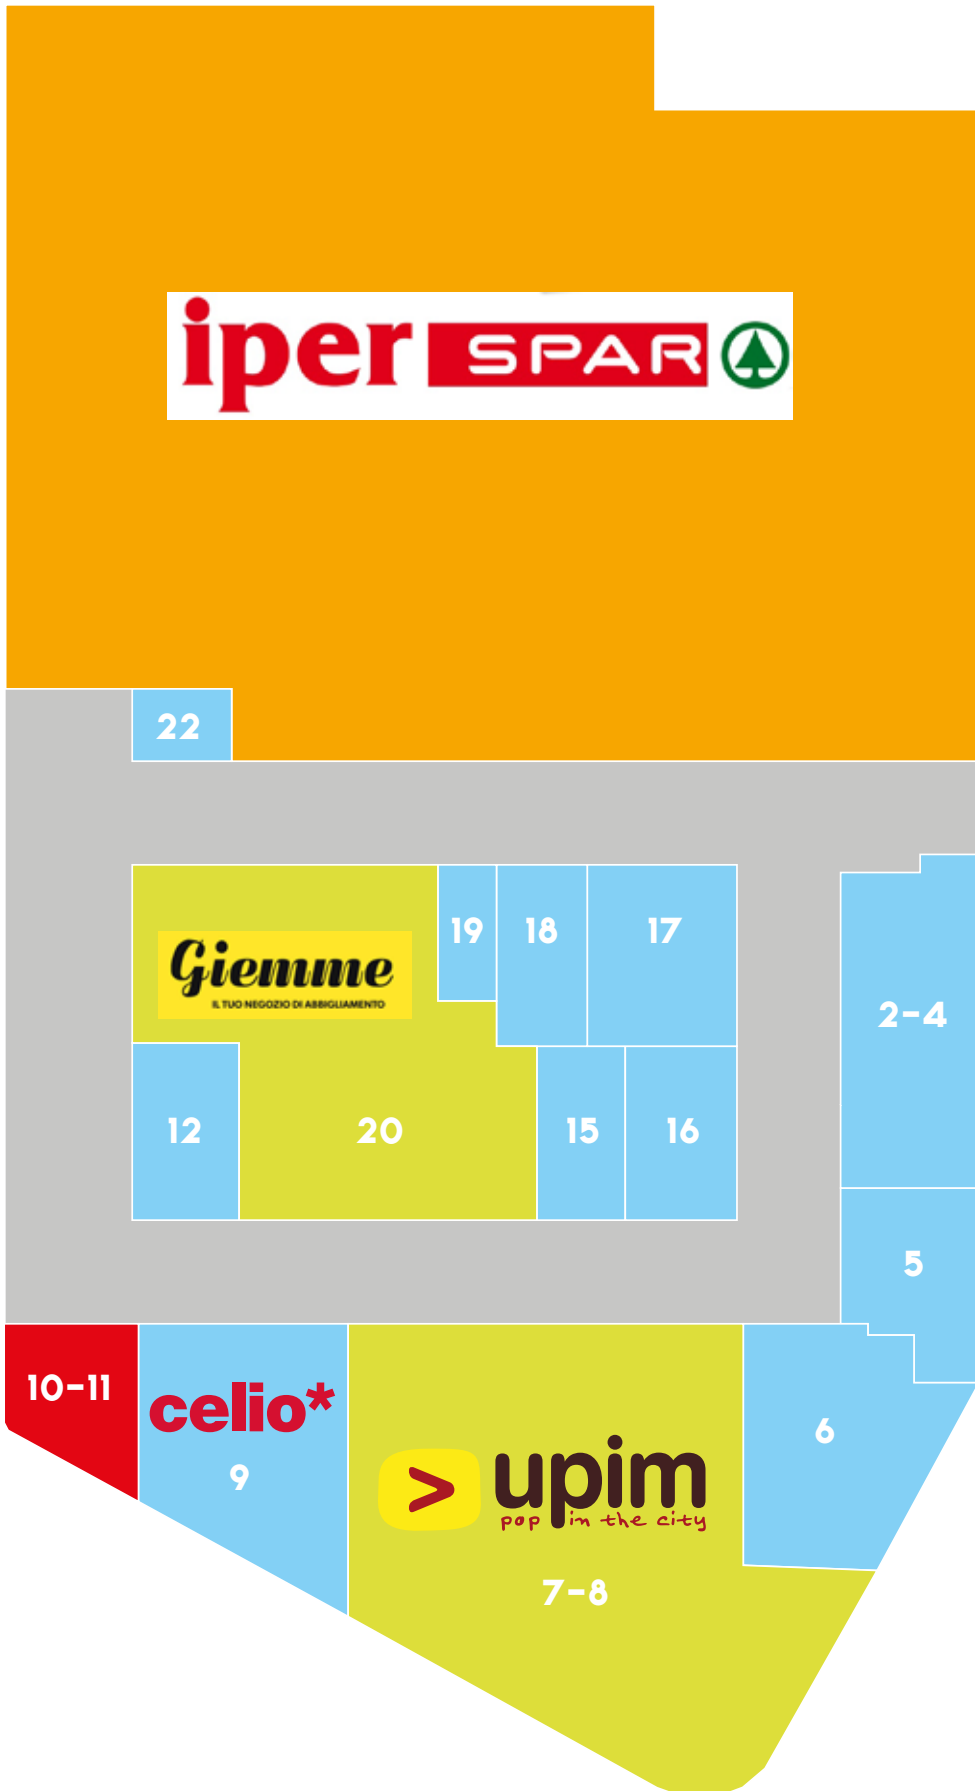 iper SPAR
22
19
18
17
Giemme
IL TUO NEGOZIO DI ABBIGLIAMENTO
2-4
12
20
15
16
5
10-11
celio*
9
6
> upim
pop in the city
7-8